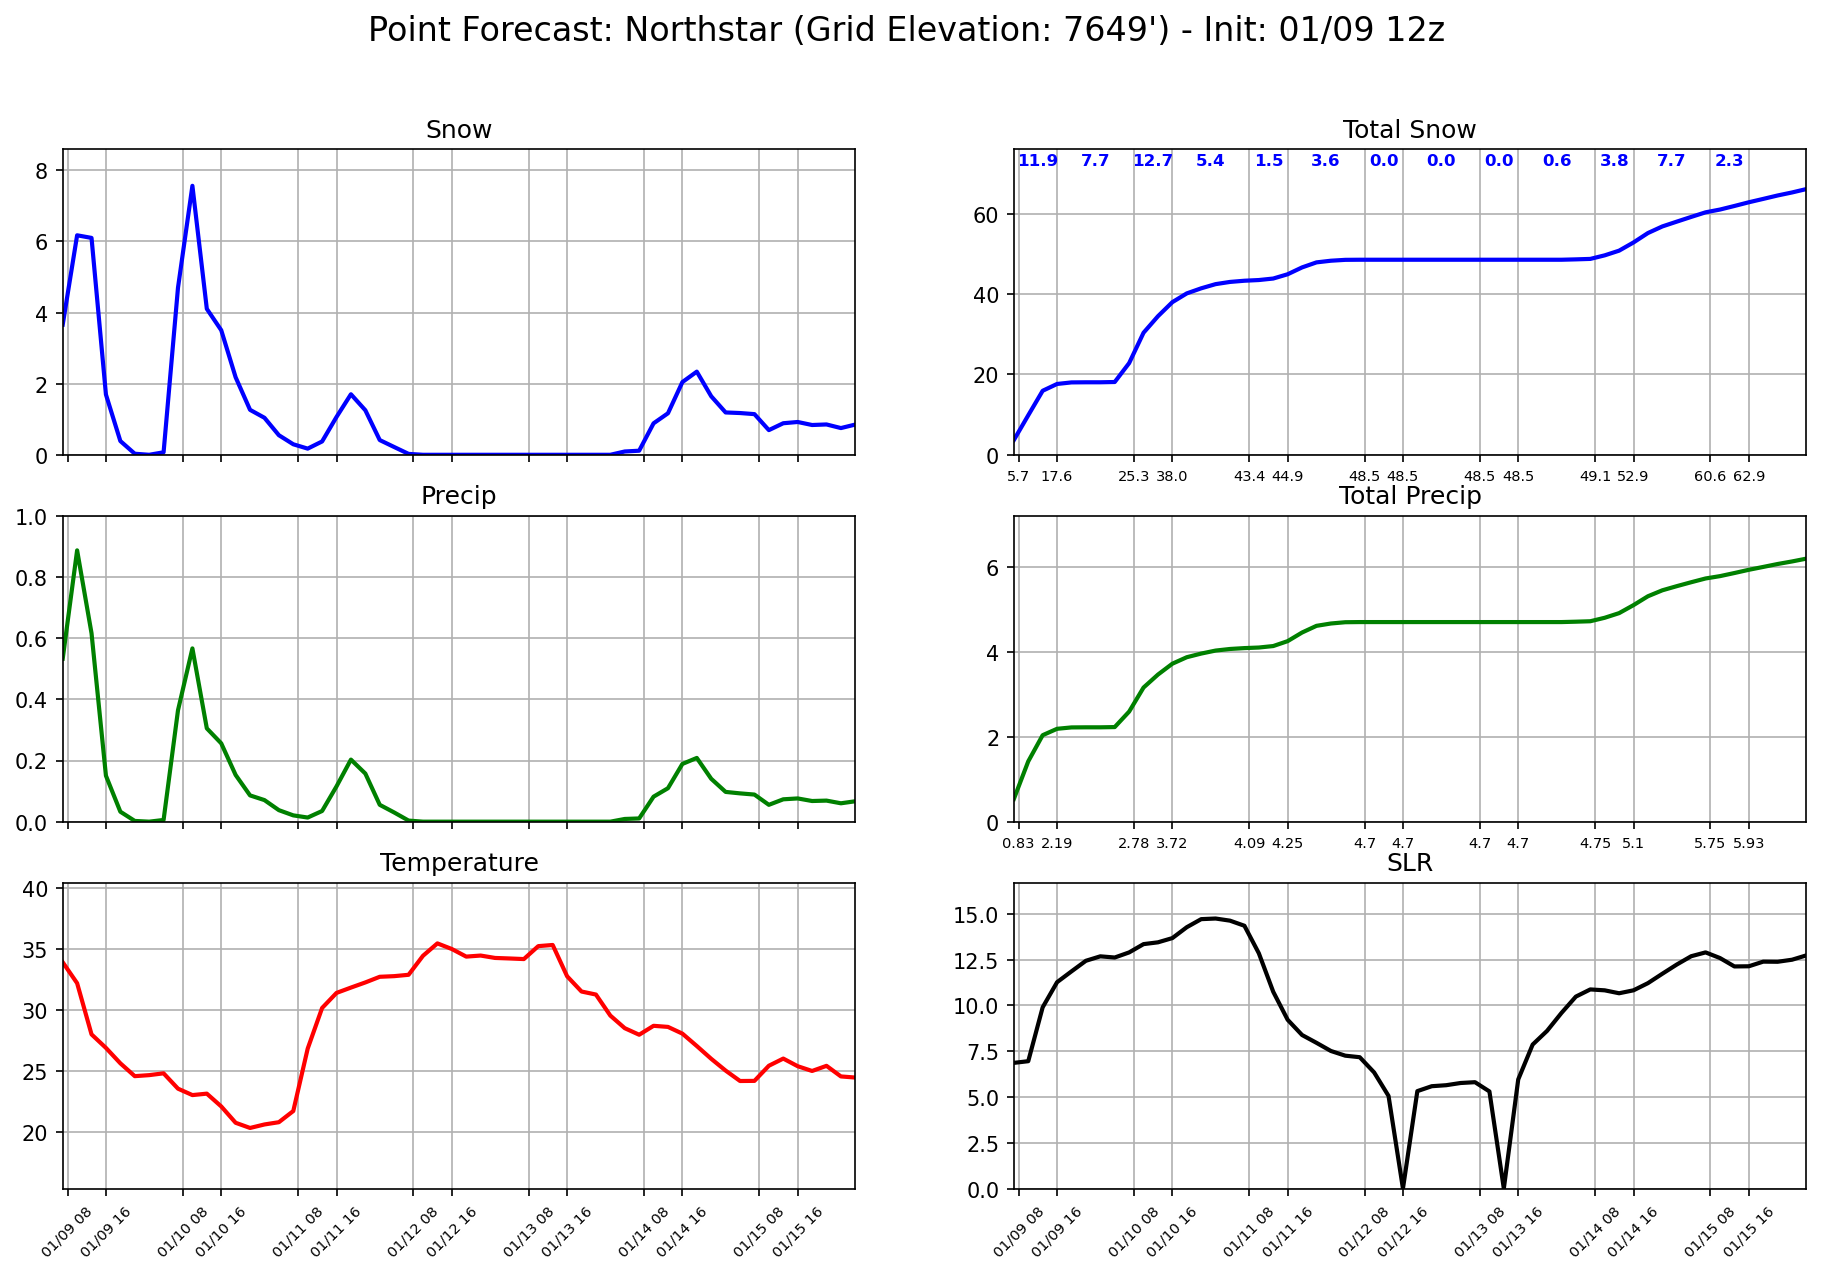 Point Forecast: Northstar (Grid Elevation: 7649') - Init: 01/09 12z
Snow
8
6
4
2
0
Total Snow
11.9 7.7 12.7 5.4 1.5 3.6 0.0 0.0 0.0 0.6 3.8 7.7 2.3
60
40
20
0
5.7 17.6 25.3 38.0 43.4 44.9 48.5 48.5 48.5 48.5 49.1 52.9 60.6 62.9
Precip
1.0
0.8
0.6
0.4
0.2
0.0
Total Precip
6
4
2
0
0.83 2.19 2.78 3.72 4.09 4.25 4.7 4.7 4.7 4.7 4.75 5.1 5.75 5.93
Temperature
40
35
30
25
20
01/09 08 01/09 16 01/10 08 01/10 16 01/11 08 01/11 16 01/12 08 01/12 16 01/13 08 01/13 16 01/14 08 01/14 16 01/15 08 01/15 16
SLR
15.0
12.5
10.0
7.5
5.0
2.5
0.0
01/09 08 01/09 16 01/10 08 01/10 16 01/11 08 01/11 16 01/12 08 01/12 16 01/13 08 01/13 16 01/14 08 01/14 16 01/15 08 01/15 16